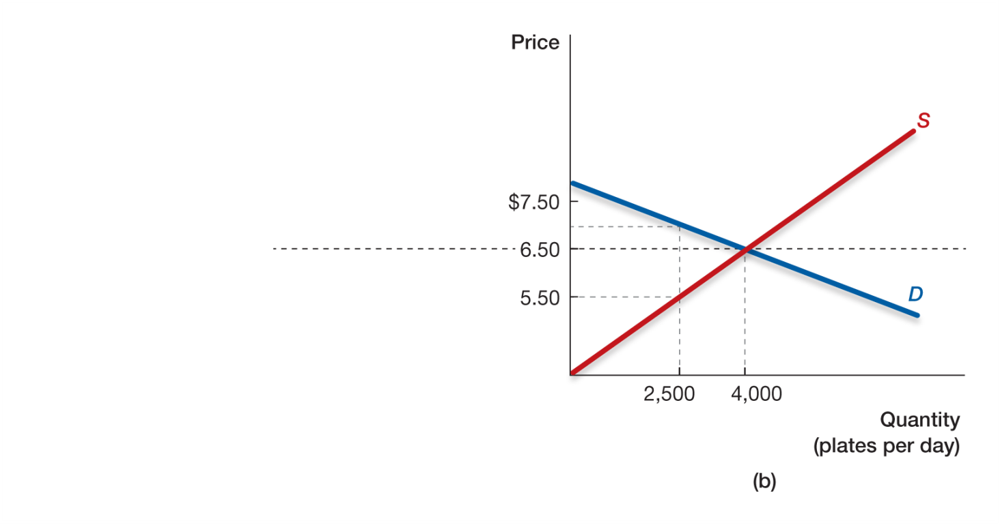 Price
S
$7.50
6.50
5.50
D
2,500 4,000
Quantity
(plates per day)
(b)